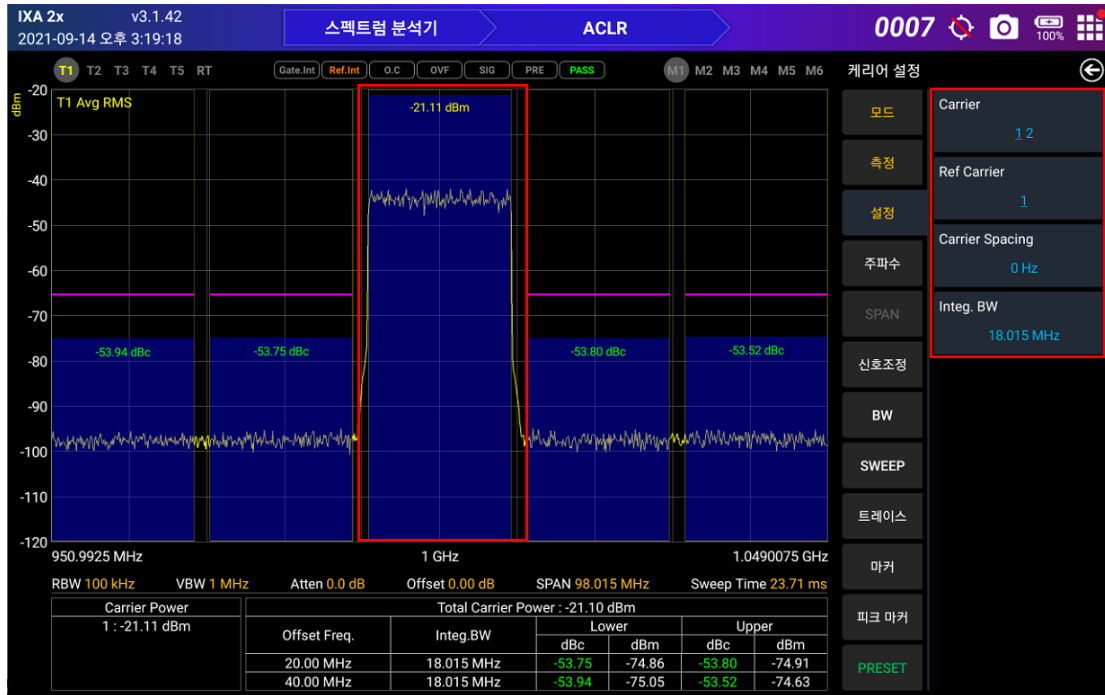 IXA 2x v3.1.42
2021-09-14 오후 3:19:18
스펙트럼 분석기
ACLR
0007
100%
T1 T2 T3 T4 T5 RT
Gate.Int Ref.Int O.C OVF SIG PRE PASS
M1 M2 M3 M4 M5 M6
dBm
T1 Avg RMS
-20
-30
-40
-50
-60
-70
-80
-90
-100
-110
-120
-21.11 dBm
-53.94 dBc
-53.75 dBc
-53.80 dBc
-53.52 dBc
950.9925 MHz
1 GHz
1.0490075 GHz
RBW 100 kHz VBW 1 MHz Atten 0.0 dB Offset 0.00 dB SPAN 98.015 MHz Sweep Time 23.71 ms
Carrier Power
1 : -21.11 dBm
Total Carrier Power : -21.10 dBm
Offset Freq. Integ.BW Lower Upper
dBc dBm dBc dBm
20.00 MHz 18.015 MHz -53.75 -74.86 -53.80 -74.91
40.00 MHz 18.015 MHz -53.94 -75.05 -53.52 -74.63
케리어 설정
모드
측정
설정
주파수
SPAN
신호조정
BW
SWEEP
트레이스
마커
피크 마커
PRESET
Carrier
1 2
Ref Carrier
1
Carrier Spacing
0 Hz
Integ. BW
18.015 MHz